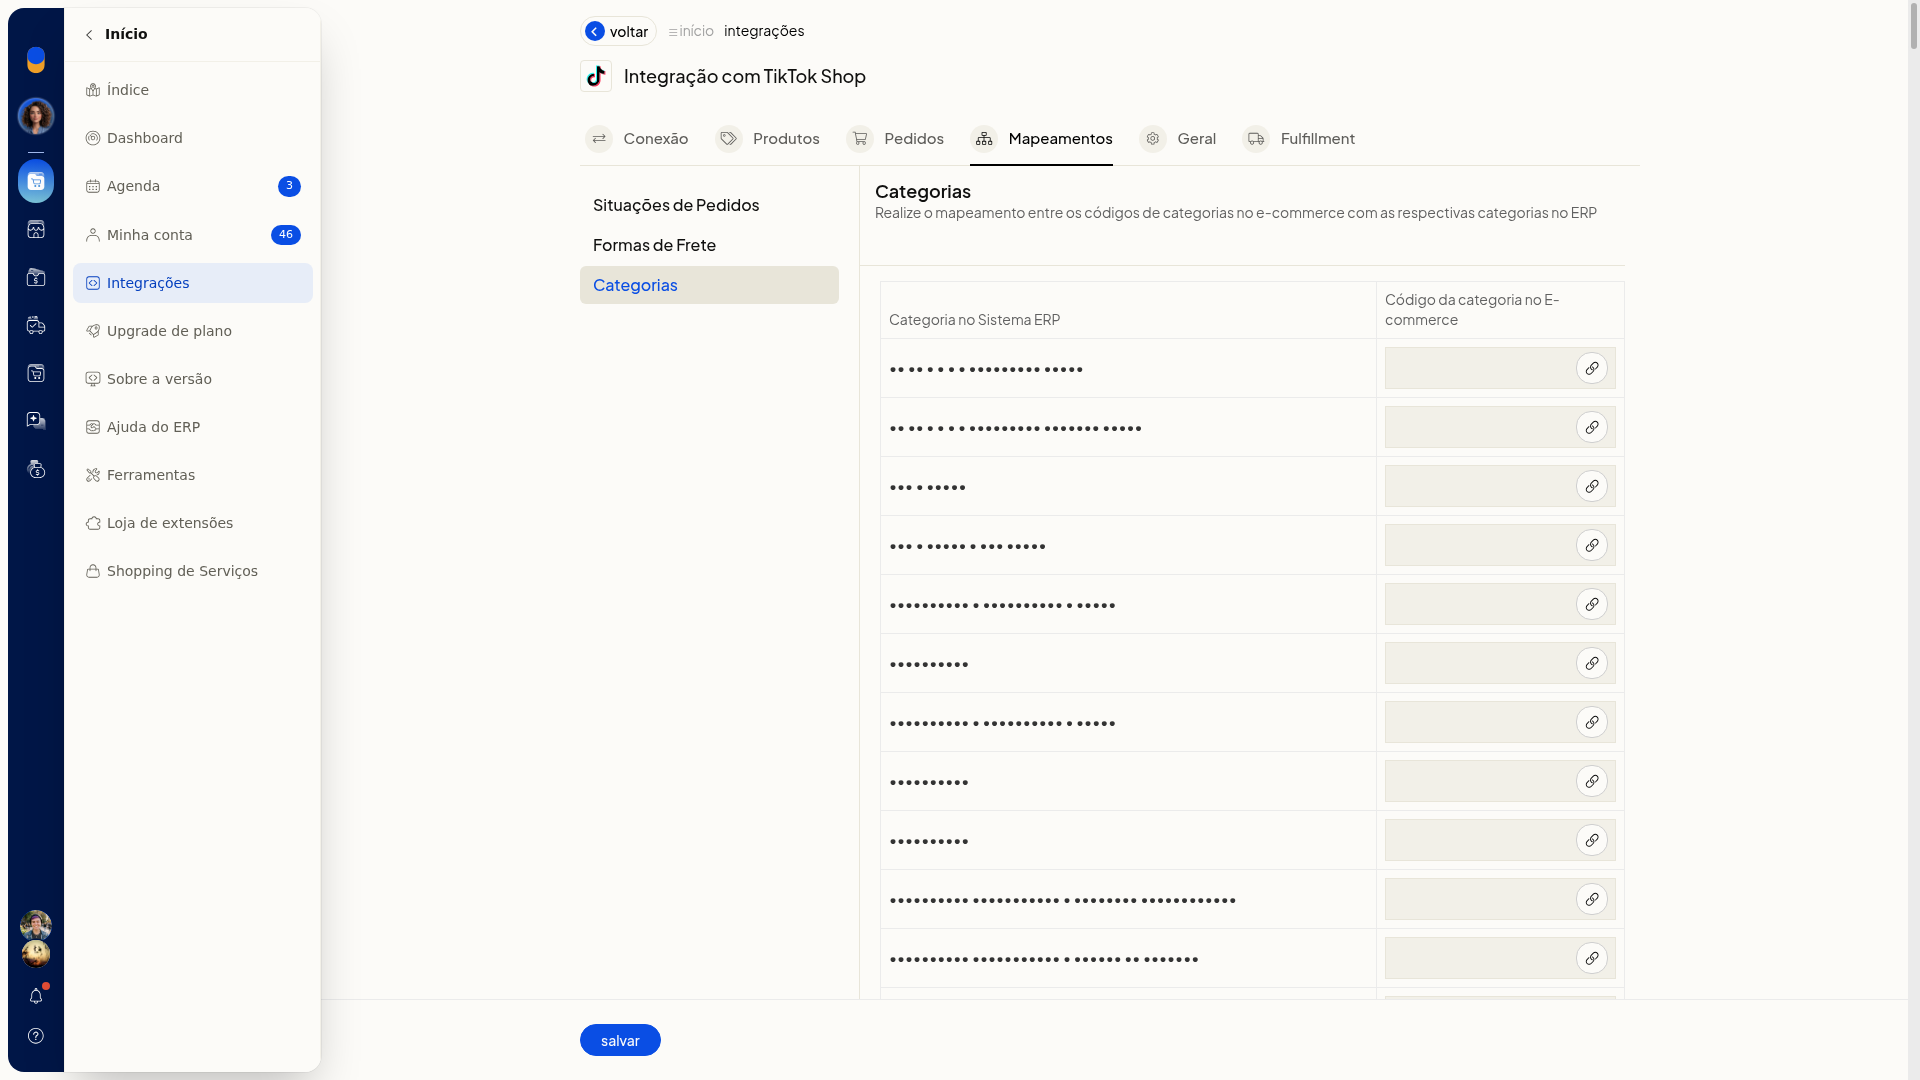 Início
Índice
Dashboard
Agenda
3
Minha conta
46
Integrações
Upgrade de plano
Sobre a versão
Ajuda do ERP
Ferramentas
Loja de extensões
Shopping de Serviços
voltar
início
integrações
Integração com TikTok Shop
Conexão
Produtos
Pedidos
Mapeamentos
Geral
Fulfillment
Situações de Pedidos
Formas de Frete
Categorias
Categorias
Realize o mapeamento entre os códigos de categorias no e-commerce com as respectivas categorias no ERP
Categoria no Sistema ERP
Código da categoria no E-
commerce
salvar